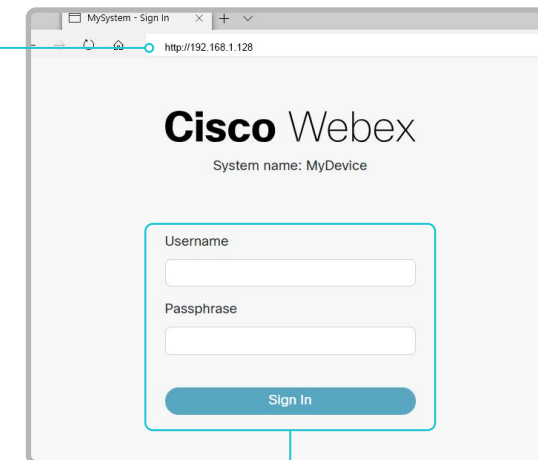 MySystem - Sign In
http://192.168.1.128
Cisco Webex
System name: MyDevice
Username
Passphrase
Sign In